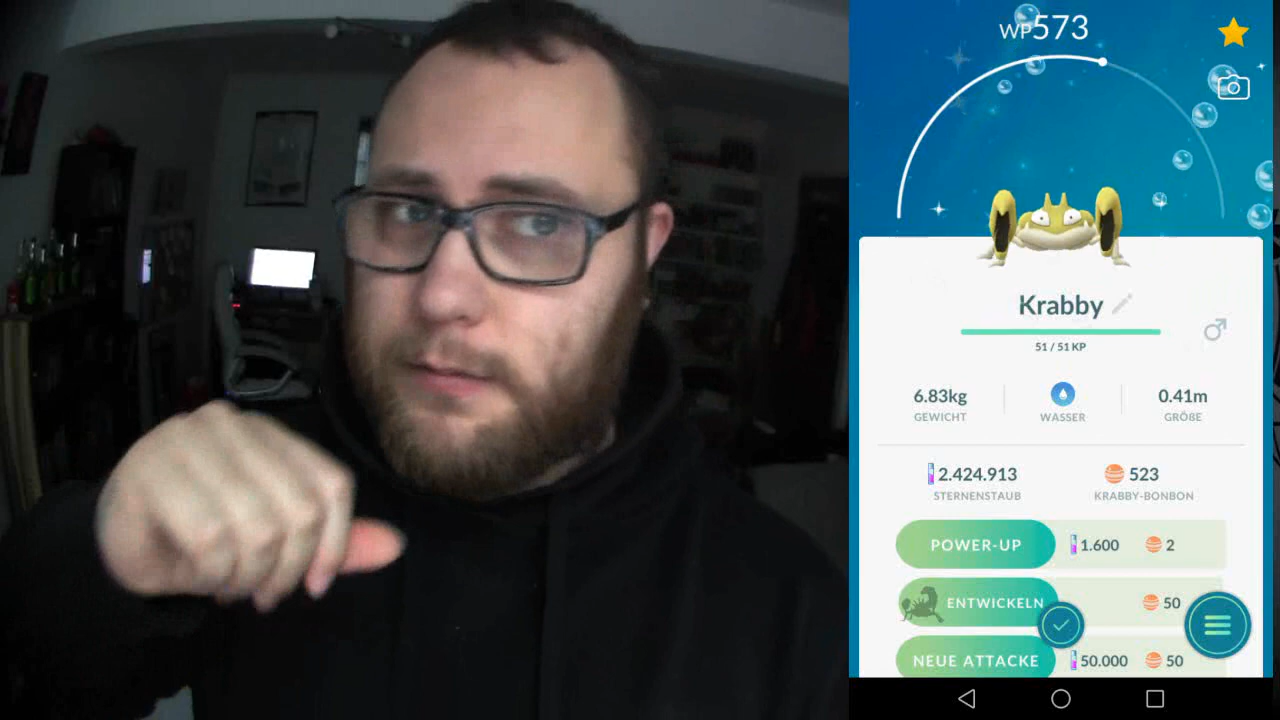 WP573
Krabby
51 / 51 KP
6.83kg
GEWICHT
WASSER
0.41m
GRÖßE
2.424.913
STERNENSTAUB
523
KRABBY-BONBON
POWER-UP
1.600
2
ENTWICKELN
50
NEUE ATTACKE
50.000
50